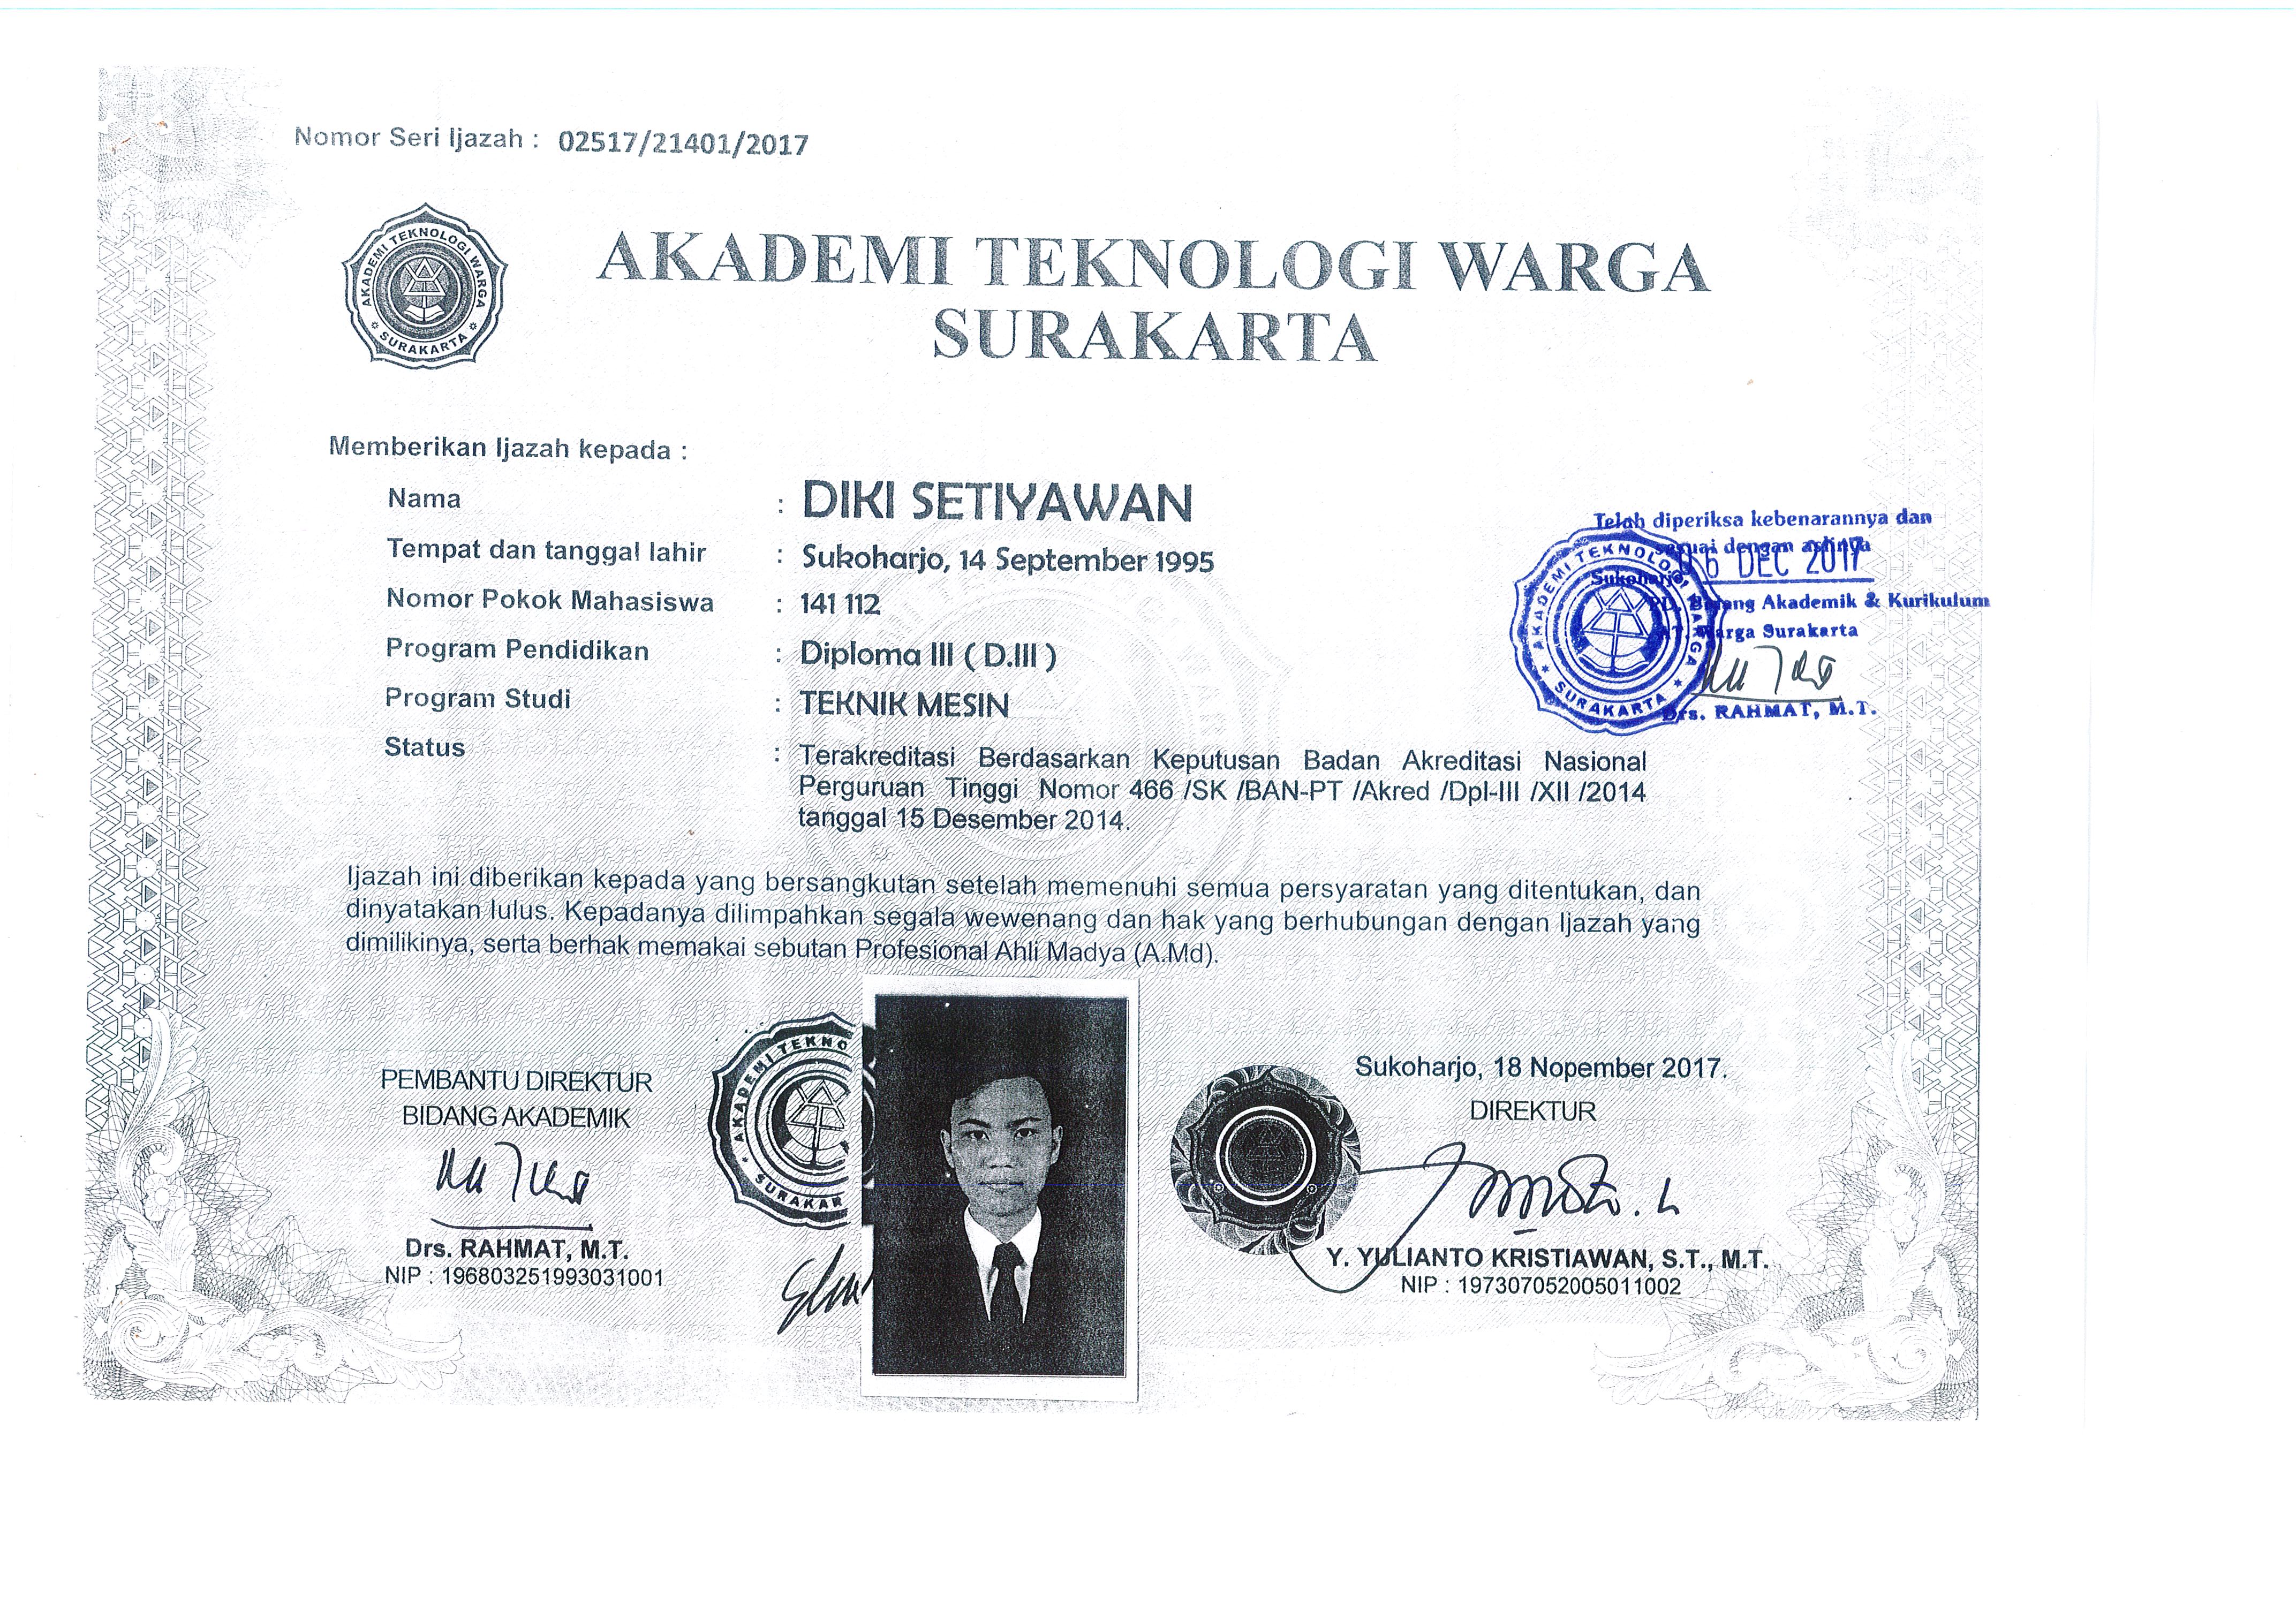 Nomor Seri Ijazah : 02517/21401/2017
AKADEMI TEKNOLOGI WARGA
SURAKARTA
AKADEMI TEKNOLOGI WARGA
SURAKARTA
Memberikan Ijazah kepada :
Nama : DIKI SETIYAWAN
Tempat dan tanggal lahir : Sukoharjo, 14 September 1995
Nomor Pokok Mahasiswa : 141 112
Program Pendidikan : Diploma III ( D.III )
Program Studi : TEKNIK MESIN
Status : Terakreditasi Berdasarkan Keputusan Badan Akreditasi Nasional
Perguruan Tinggi Nomor 466 /SK /BAN-PT /Akred /Dpl-III /XII /2014
tanggal 15 Desember 2014.
Telah diperiksa kebenarannya dan
sesuai dengan aslinya
Sukoharjo, 06 DEC 2017
PD. Bidang Akademik & Kurikulum
AT. Warga Surakarta
AKADEMI TEKNOLOGI WARGA
SURAKARTA
Drs. RAHMAT, M.T.
Ijazah ini diberikan kepada yang bersangkutan setelah memenuhi semua persyaratan yang ditentukan, dan
dinyatakan lulus. Kepadanya dilimpahkan segala wewenang dan hak yang berhubungan dengan Ijazah yang
dimilikinya, serta berhak memakai sebutan Profesional Ahli Madya (A.Md).
PEMBANTU DIREKTUR
BIDANG AKADEMIK
Drs. RAHMAT, M.T.
NIP : 196803251993031001
AKADEMI TEKNO
SURAKAR
Sukoharjo, 18 Nopember 2017.
DIREKTUR
Y. YULIANTO KRISTIAWAN, S.T., M.T.
NIP : 197307052005011002